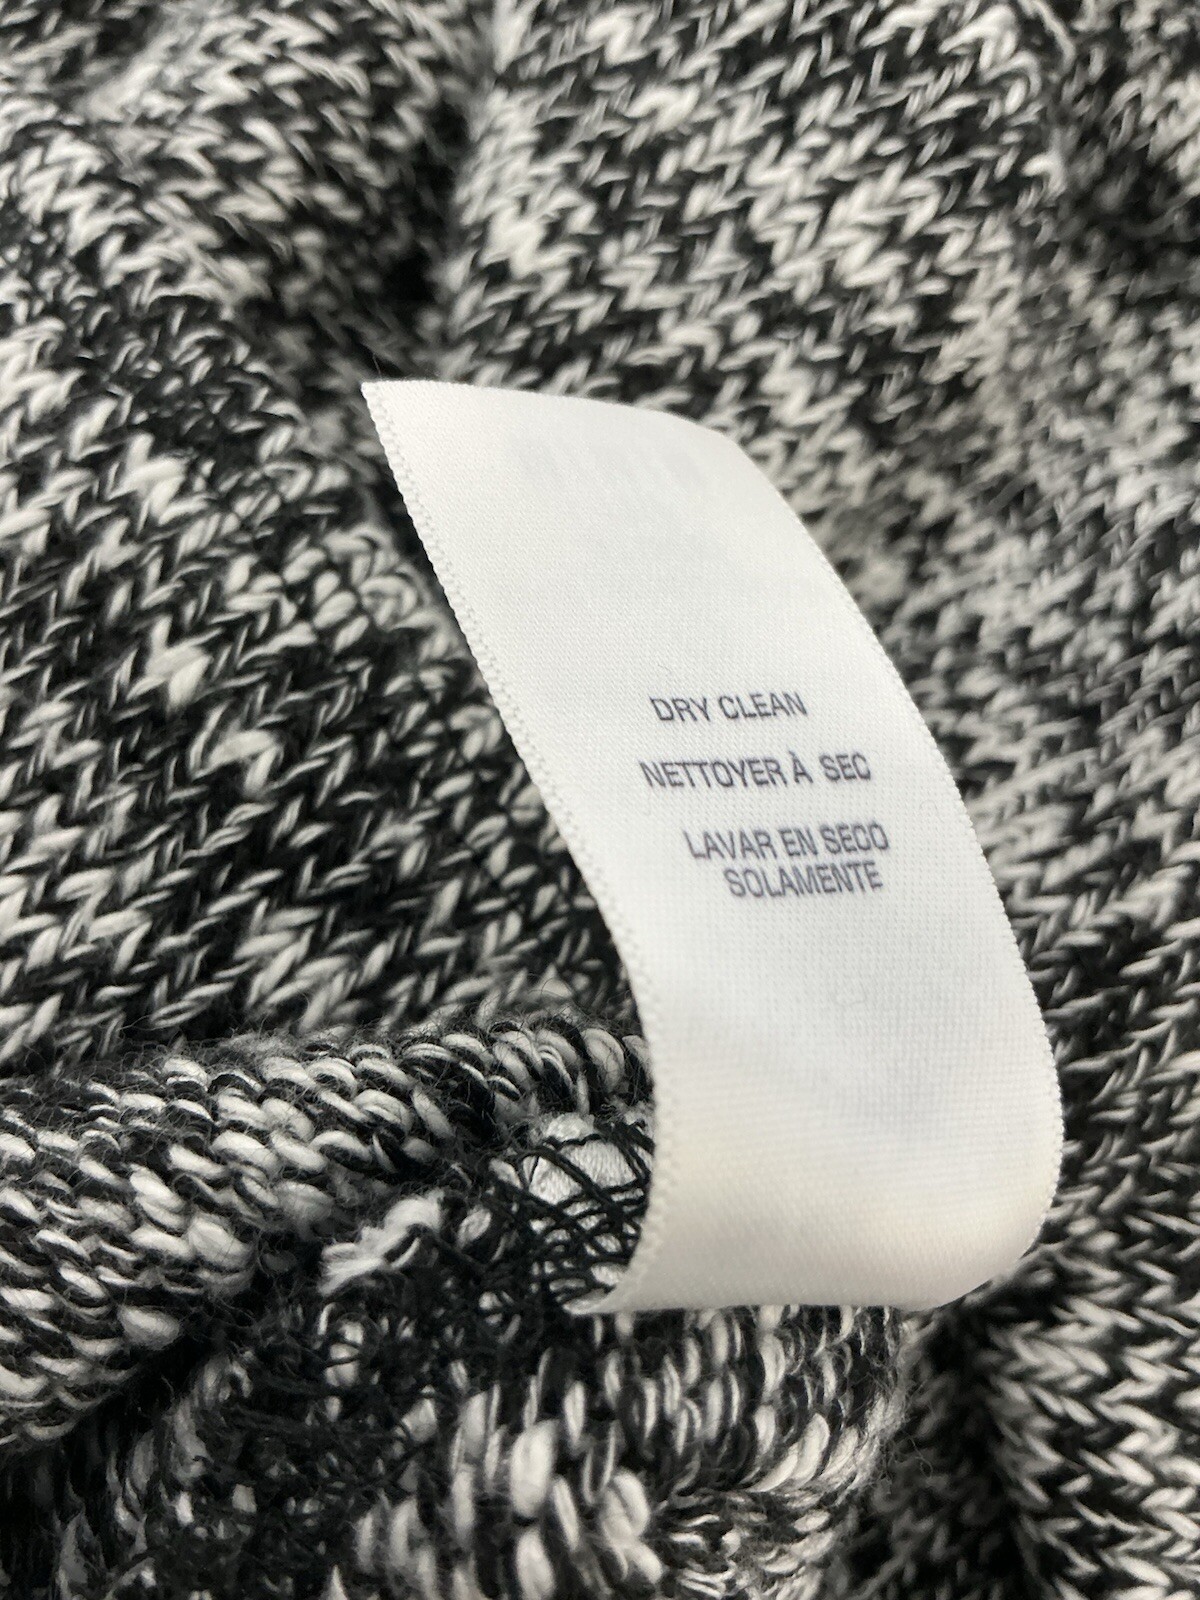 DRY CLEAN
NETTOYER À SEC
LAVAR EN SECO
SOLAMENTE